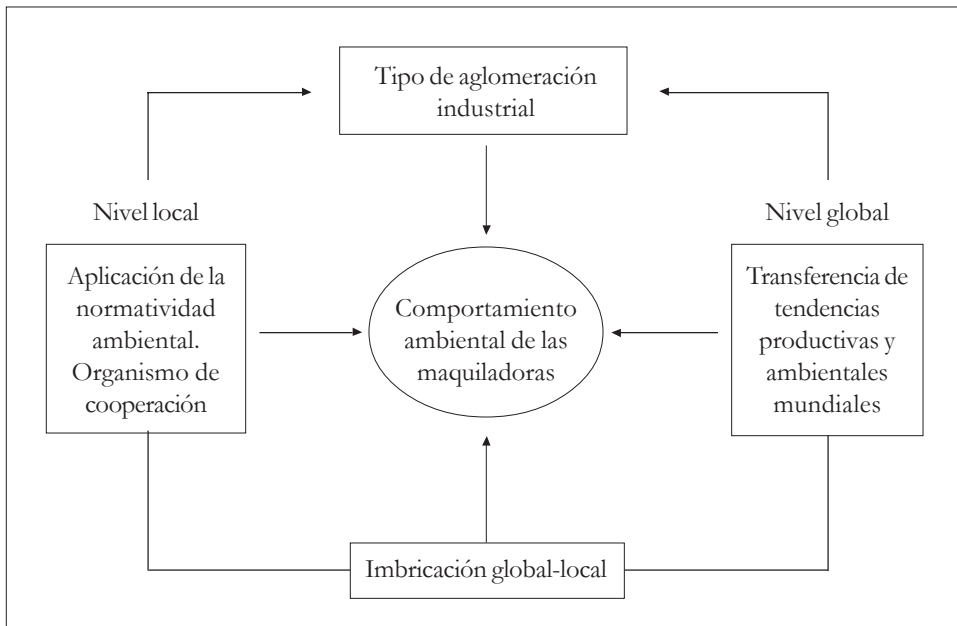 Tipo de aglomeración
industrial
Nivel local
Nivel global
Aplicación de la
normatividad
ambiental.
Organismo de
cooperación
Comportamiento
ambiental de las
maquiladoras
Transferencia de
tendencias
productivas y
ambientales
mundiales
Imbricación global-local